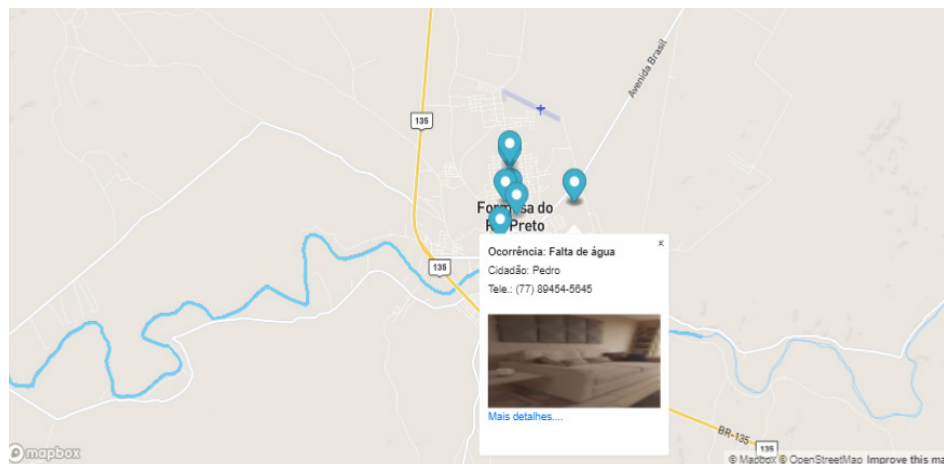 Avenida Brasil
135
Formosa do
Rio Preto
135
x
Ocorrência: Falta de água
Cidadão: Pedro
Tele.: (77) 89454-5645
Mais detalhes....
BR-135
135
mapbox
© Mapbox © OpenStreetMap Improve this ma